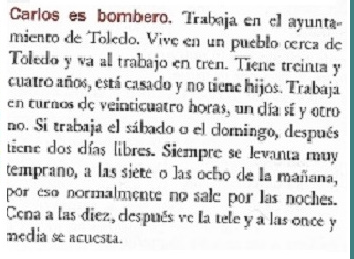 Carlos es bombero. Trabaja en el ayunta-
miento de Toledo. Vive en un pueblo cerca de
Toledo y va al trabajo en tren. Tiene treinta y
cuatro años, está casado y no tiene hijos. Trabaja
en turnos de veinticuatro horas, un día sí y otro
no. Si trabaja el sábado o el domingo, después
tiene dos días libres. Siempre se levanta muy
temprano, a las siete o las ocho de la mañana,
por eso normalmente no sale por las noches.
Cena a las diez, después ve la tele y a las once y
media se acuesta.